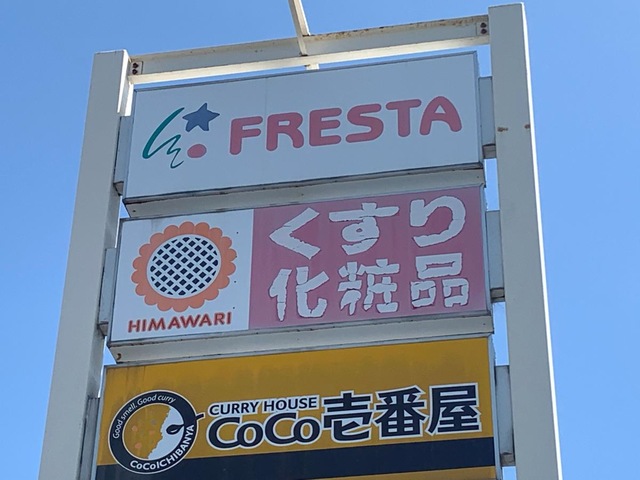 FRESTA
HIMAWARI
くすり
化粧品
Good smell. Good curry
CoCoICHIBANYA
CURRY HOUSE
CoCo壱番屋